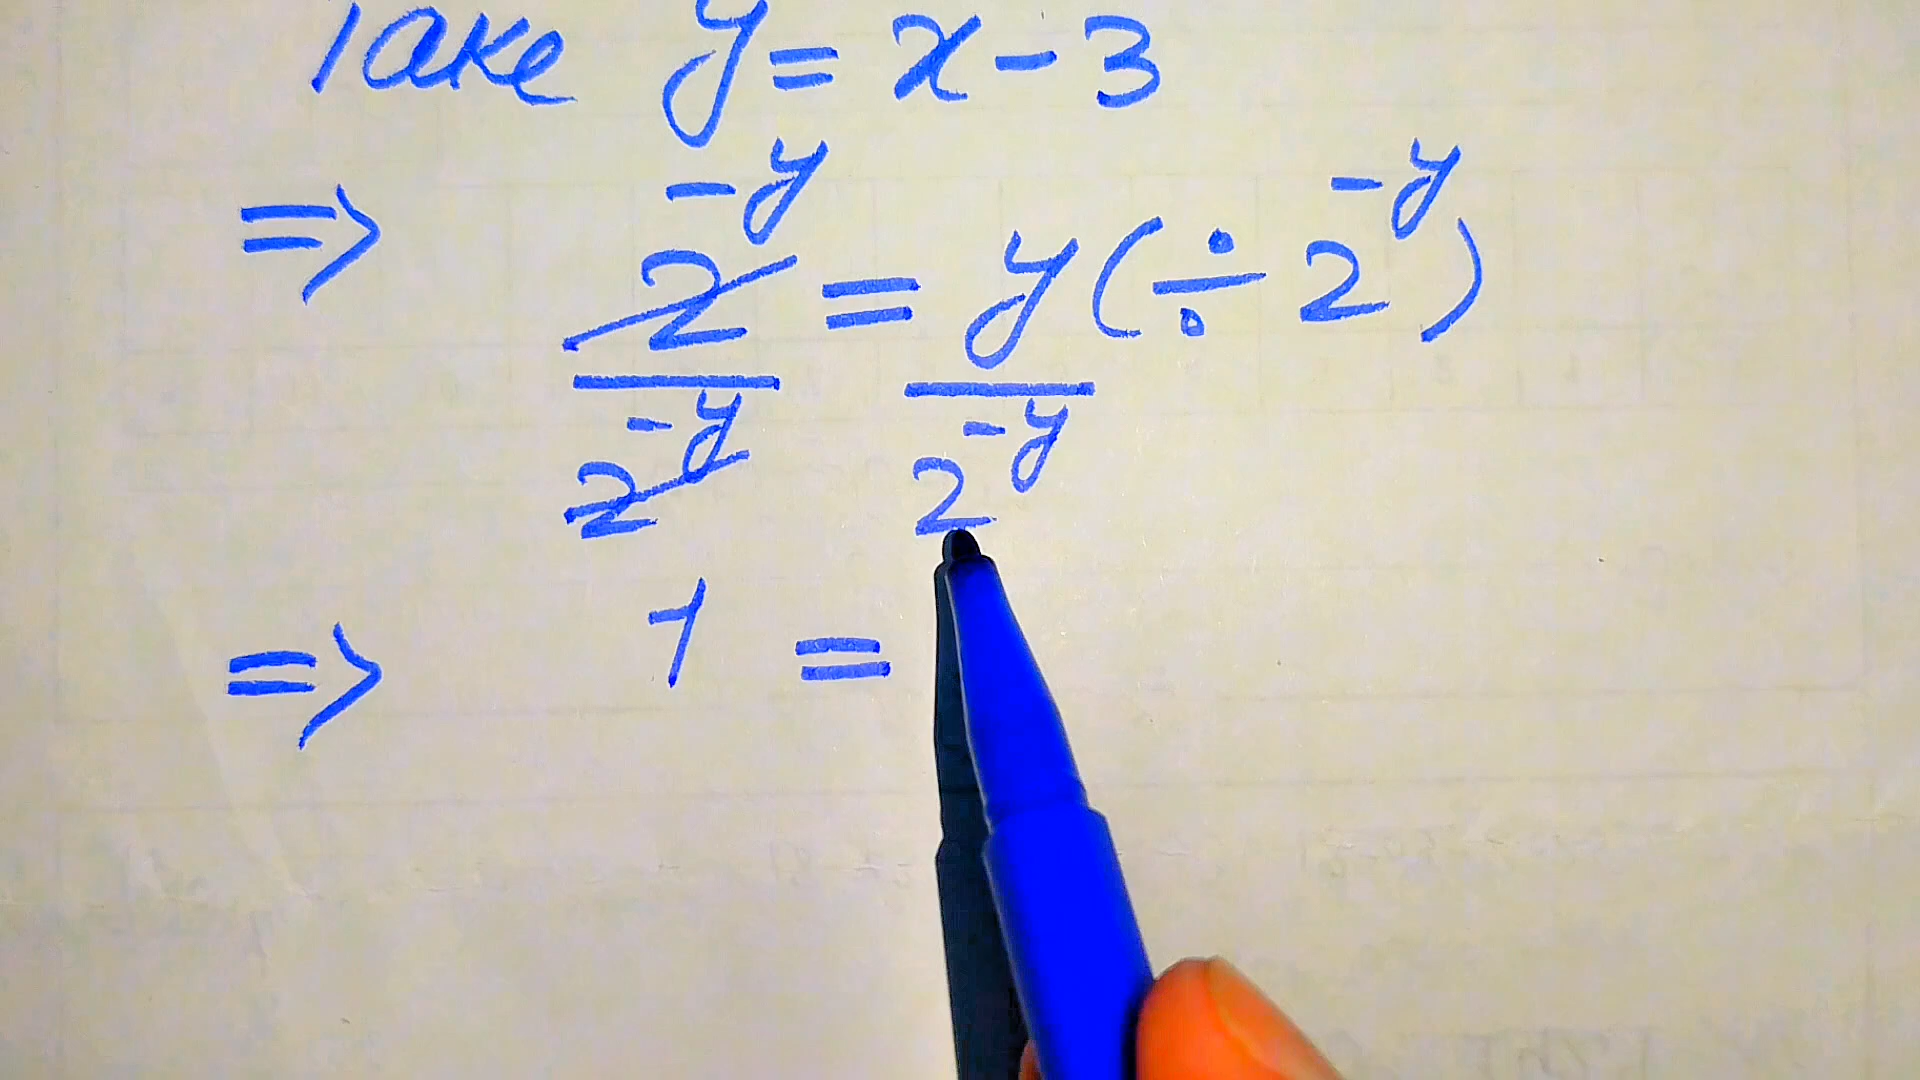 Take y = x - 3
⇒ 2^{-y}/2^{-y} = y/2^{-y} (÷ 2^{-y})
⇒ 1 =